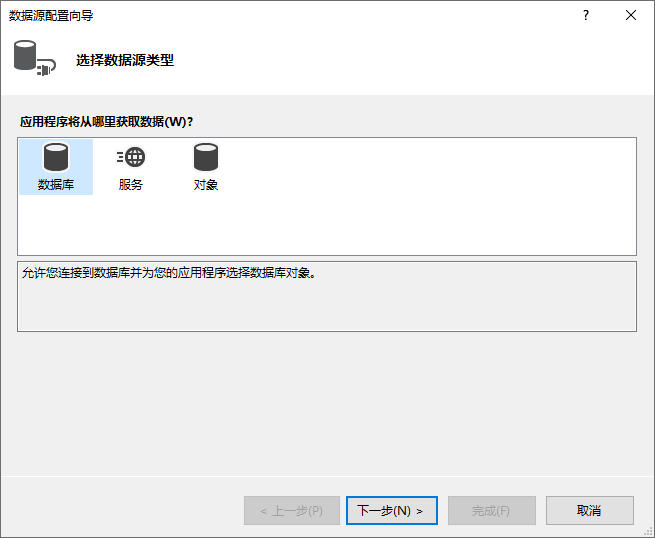 数据源配置向导
?
选择数据源类型
应用程序将从哪里获取数据(W)?
数据库 服务 对象
允许您连接到数据库并为您的应用程序选择数据库对象。
< 上一步(P) 下一步(N) > 完成(F) 取消